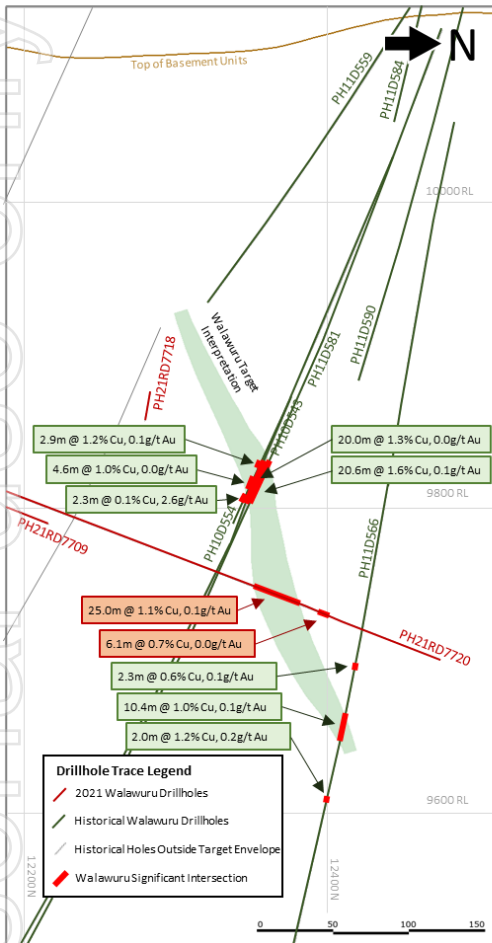 N
Top of Basement Units
PH11D559
PH11D584
10000 RL
Walawuru Target
Interpretation
PH11D590
PH11D581
PH21RD7718
PH10D543
2.9m @ 1.2% Cu, 0.1g/t Au
20.0m @ 1.3% Cu, 0.0g/t Au
4.6m @ 1.0% Cu, 0.0g/t Au
20.6m @ 1.6% Cu, 0.1g/t Au
2.3m @ 0.1% Cu, 2.6g/t Au
9800 RL
PH10D554
PH21RD7709
PH11D566
25.0m @ 1.1% Cu, 0.1g/t Au
6.1m @ 0.7% Cu, 0.0g/t Au
PH21RD7720
2.3m @ 0.6% Cu, 0.1g/t Au
10.4m @ 1.0% Cu, 0.1g/t Au
2.0m @ 1.2% Cu, 0.2g/t Au
Drillhole Trace Legend
2021 Walawuru Drillholes
Historical Walawuru Drillholes
Historical Holes Outside Target Envelope
Walawuru Significant Intersection
9600 RL
12200N
12400N
0 50 100 150